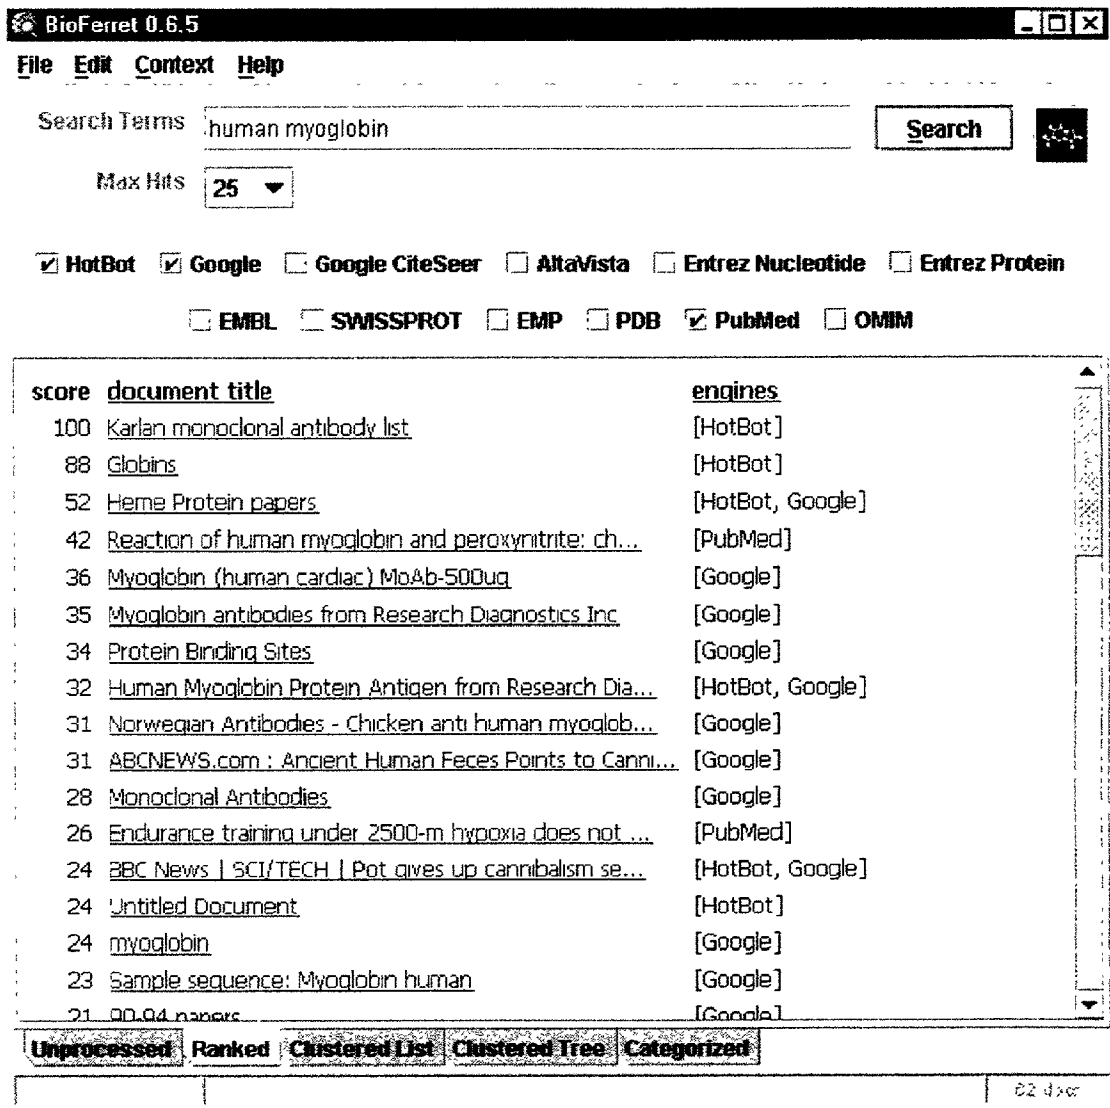 BioFerret 0.6.5
File Edit Context Help
Search Terms human myoglobin Search
Max Hits 25
HotBot Google Google CiteSeer AltaVista Entrez Nucleotide Entrez Protein
EMBL SWISSPROT EMP PDB PubMed OMIM
score document title engines
100 Karlan monoclonal antibody list [HotBot]
88 Globins [HotBot]
52 Heme Protein papers [HotBot, Google]
42 Reaction of human myoglobin and peroxynitrite: ch... [PubMed]
36 Myoglobin (human cardiac) MoAb-500ug [Google]
35 Myoglobin antibodies from Research Diagnostics Inc [Google]
34 Protein Binding Sites [Google]
32 Human Myoglobin Protein Antigen from Research Dia... [HotBot, Google]
31 Norwegian Antibodies - Chicken anti human myoglob... [Google]
31 ABCNEWS.com : Ancient Human Feces Points to Canni... [Google]
28 Monoclonal Antibodies [Google]
26 Endurance training under 2500-m hypoxia does not ... [PubMed]
24 BBC News | SCI/TECH | Pot gives up cannibalism se... [HotBot, Google]
24 Untitled Document [HotBot]
24 myoglobin [Google]
23 Sample sequence: Myoglobin human [Google]
21 90-94 papers [Google]
Unprocessed Ranked Clustered List Clustered Tree Categorized